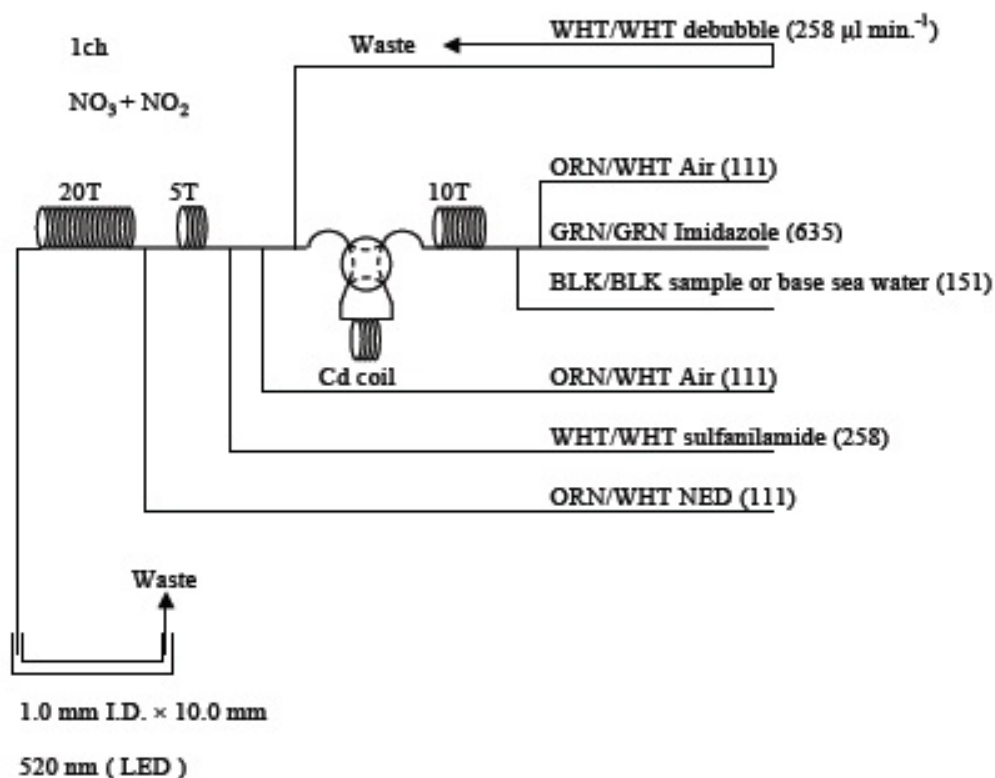 1ch
Waste
WHT/WHT debubble (258 µl min.⁻¹)
NO₃ + NO₂
ORN/WHT Air (111)
20T
5T
10T
GRN/GRN Imidazole (635)
BLK/BLK sample or base sea water (151)
Cd coil
ORN/WHT Air (111)
WHT/WHT sulfanilamide (258)
ORN/WHT NED (111)
Waste
1.0 mm I.D. × 10.0 mm
520 nm ( LED )